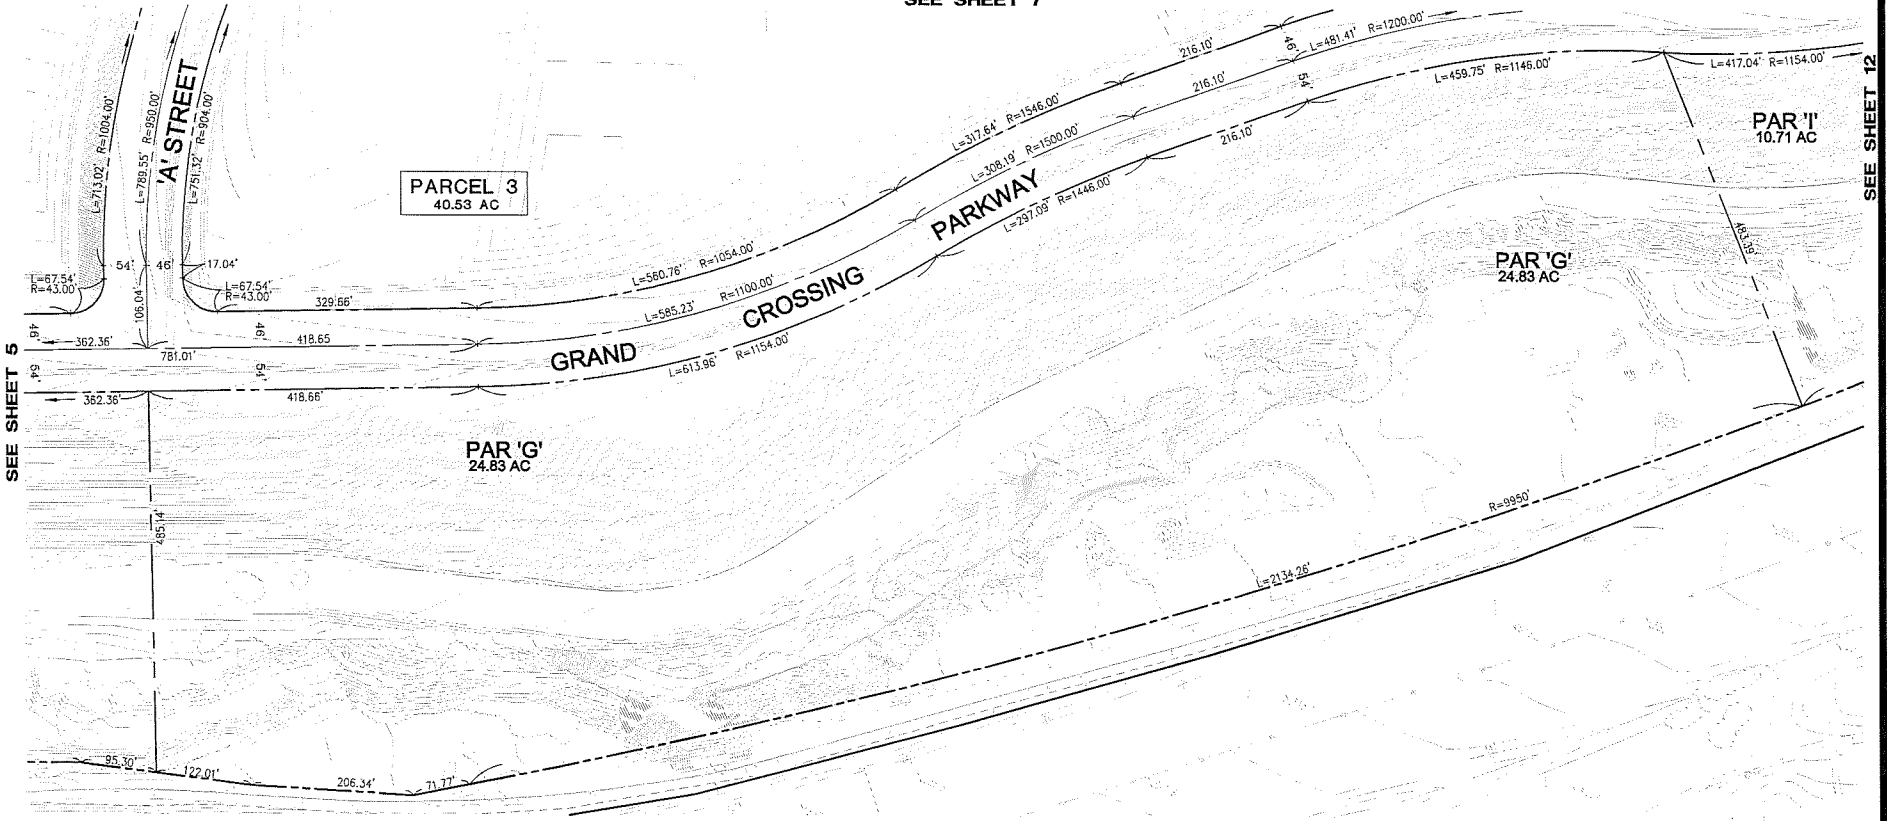 SEE SHEET 7
L=713.02' R=1004.00'
L=789.55' R=950.00'
'A' STREET
L=751.32' R=904.00'
PARCEL 3
40.53 AC
216.10'
46'
L=481.41' R=1200.00'
216.10'
54'
L=459.75' R=1146.00'
L=417.04' R=1154.00'
SEE SHEET 12
PAR 'I'
10.71 AC
L=317.64' R=1546.00'
L=308.19' R=1500.00'
216.10'
L=297.09' R=1446.00'
GRAND CROSSING PARKWAY
54'
46'
17.04'
L=67.54'
R=43.00'
106.04'
L=67.54'
R=43.00'
329.66'
L=560.76' R=1054.00'
L=585.23' R=1100.00'
L=613.96' R=1154.00'
483.39'
PAR 'G'
24.83 AC
SEE SHEET 5
46'
362.36'
781.01'
46'
418.65
54'
54'
362.36'
418.66'
PAR 'G'
24.83 AC
485.14'
R=9950'
L=2134.26'
95.30'
122.01'
206.34'
71.77'